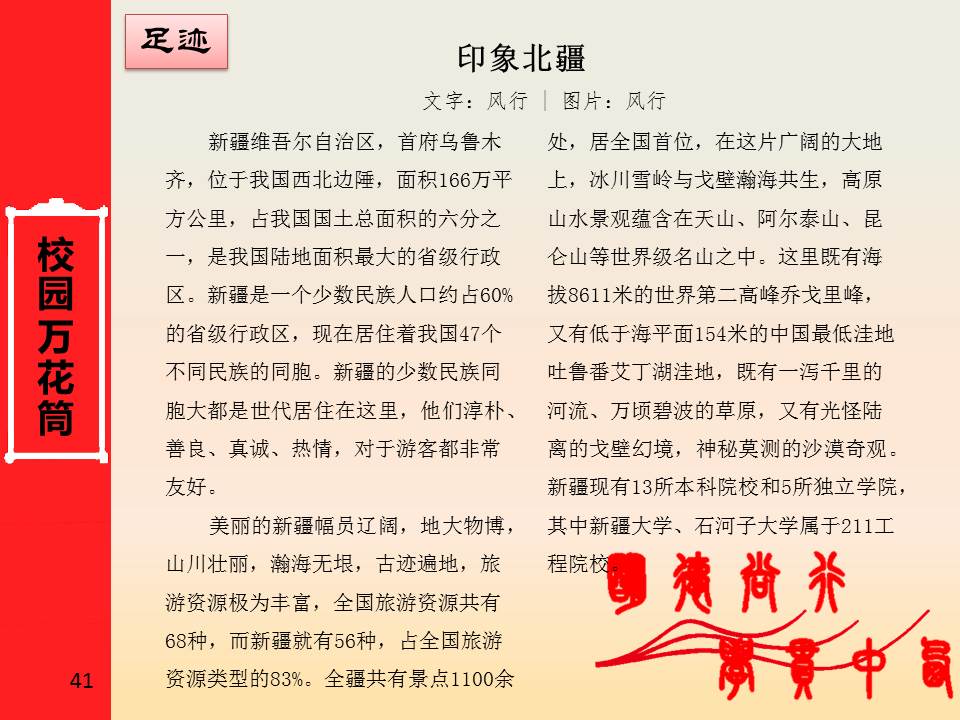 足迹
印象北疆
文字：风行 | 图片：风行
新疆维吾尔自治区，首府乌鲁木
齐，位于我国西北边陲，面积166万平
方公里，占我国国土总面积的六分之
一，是我国陆地面积最大的省级行政
区。新疆是一个少数民族人口约占60%
的省级行政区，现在居住着我国47个
不同民族的同胞。新疆的少数民族同
胞大都是世代居住在这里，他们淳朴、
善良、真诚、热情，对于游客都非常
友好。
美丽的新疆幅员辽阔，地大物博，
山川壮丽，瀚海无垠，古迹遍地，旅
游资源极为丰富，全国旅游资源共有
68种，而新疆就有56种，占全国旅游
资源类型的83%。全疆共有景点1100余
处，居全国首位，在这片广阔的大地
上，冰川雪岭与戈壁瀚海共生，高原
山水景观蕴含在天山、阿尔泰山、昆
仑山等世界级名山之中。这里既有海
拔8611米的世界第二高峰乔戈里峰，
又有低于海平面154米的中国最低洼地
吐鲁番艾丁湖洼地，既有一泻千里的
河流、万顷碧波的草原，又有光怪陆
离的戈壁幻境，神秘莫测的沙漠奇观。
新疆现有13所本科院校和5所独立学院，
其中新疆大学、石河子大学属于211工
程院校。
德尚行
學貫中
校园万花筒
41